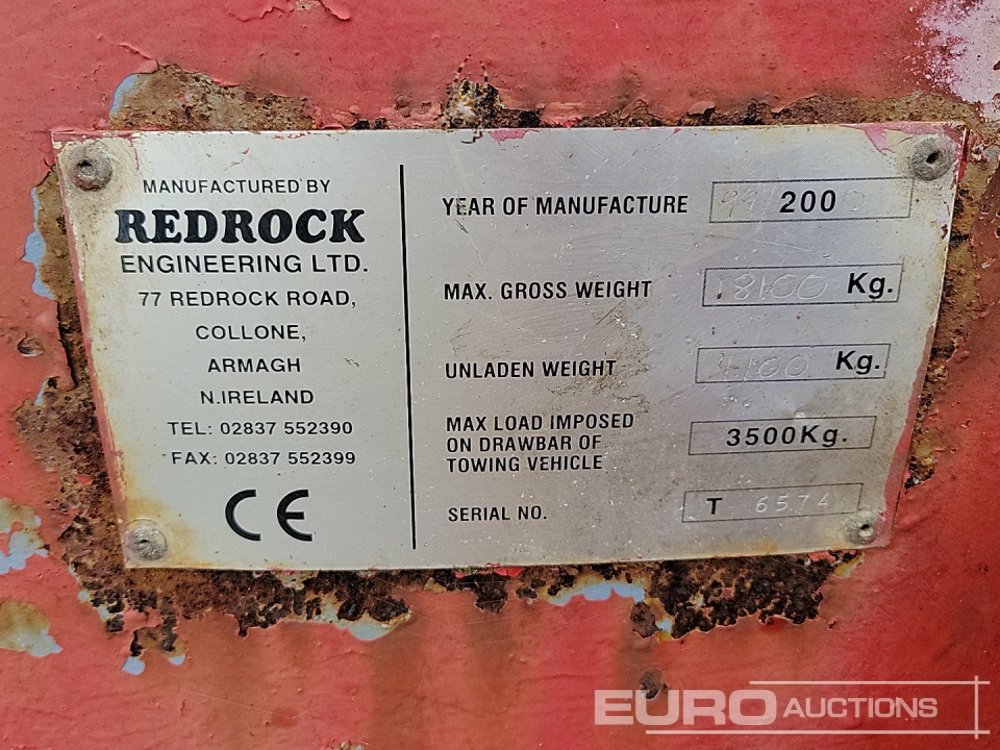 MANUFACTURED BY
REDROCK
ENGINEERING LTD.
77 REDROCK ROAD,
COLLONE,
ARMAGH
N.IRELAND
TEL: 02837 552390
FAX: 02837 552399
CE
YEAR OF MANUFACTURE 200
MAX. GROSS WEIGHT 18100 Kg.
UNLADEN WEIGHT 4100 Kg.
MAX LOAD IMPOSED
ON DRAWBAR OF
TOWING VEHICLE
3500Kg.
SERIAL NO. T 6574
EURO AUCTIONS